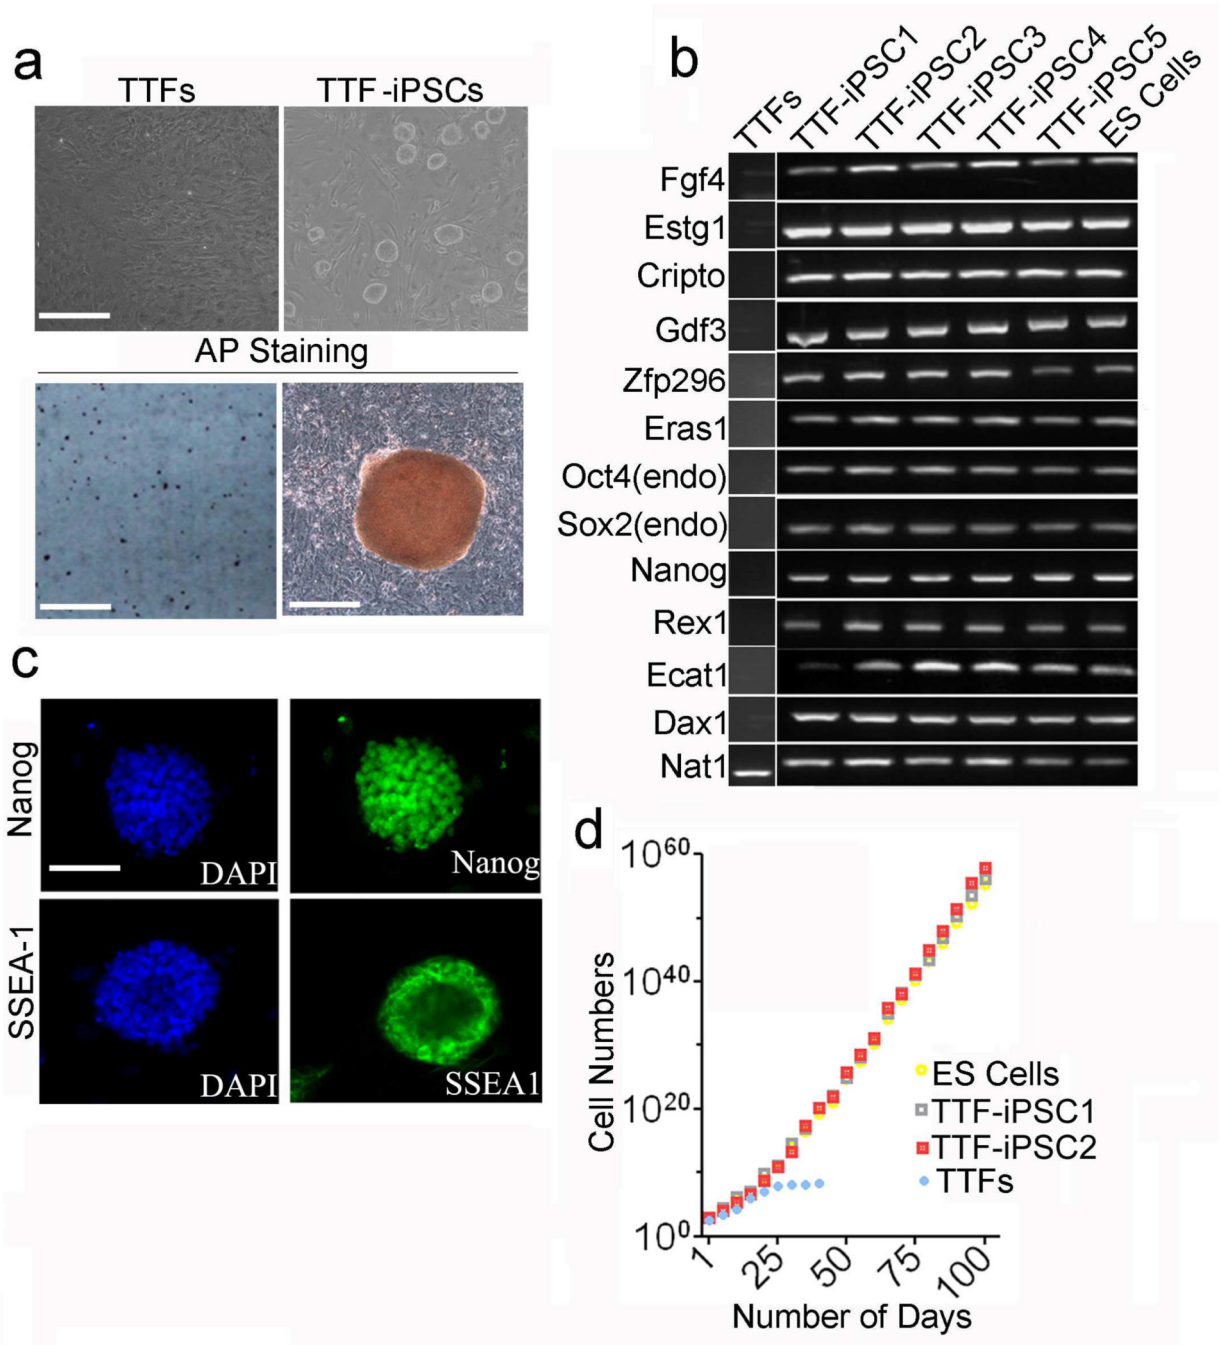 a
TTFs
TTF-iPSCs
AP Staining
b
TTFs
TTF-iPSC1
TTF-iPSC2
TTF-iPSC3
TTF-iPSC4
TTF-iPSC5
ES Cells
Fgf4
Estg1
Cripto
Gdf3
Zfp296
Eras1
Oct4(endo)
Sox2(endo)
Nanog
Rex1
Ecat1
Dax1
Nat1
c
Nanog
DAPI
Nanog
SSEA-1
DAPI
SSEA1
d
Cell Numbers
10^60
10^40
10^20
10^0
1
25
50
75
100
Number of Days
ES Cells
TTF-iPSC1
TTF-iPSC2
TTFs